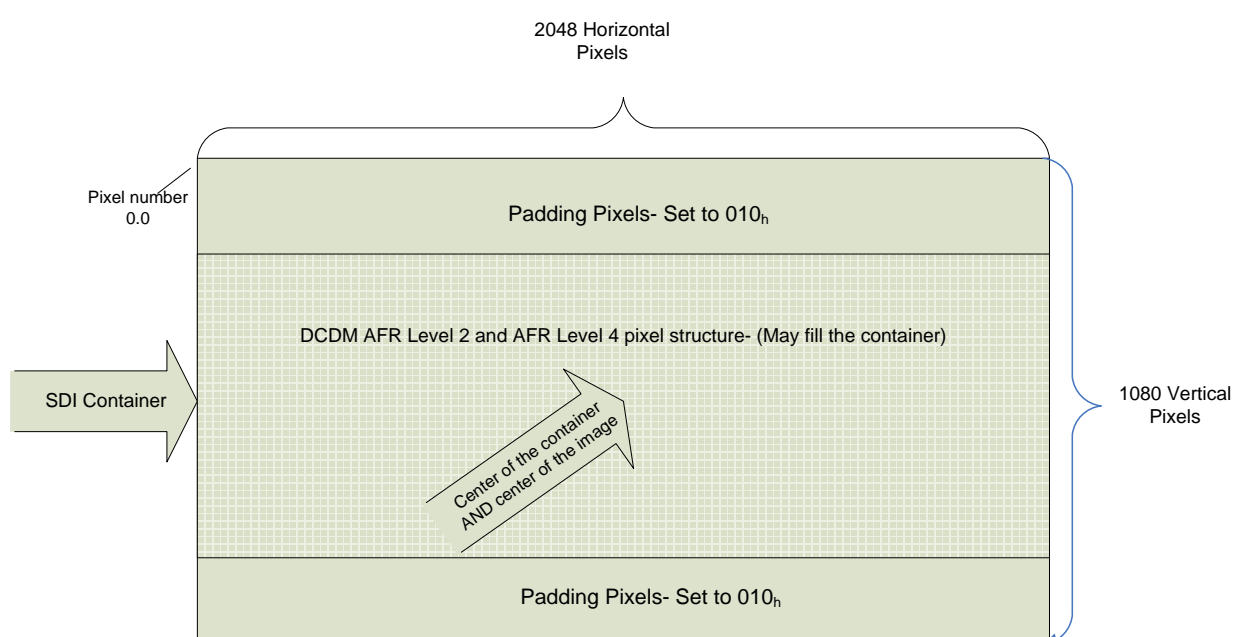 2048 Horizontal
Pixels
Pixel number
0.0
Padding Pixels- Set to 010ₕ
DCDM AFR Level 2 and AFR Level 4 pixel structure- (May fill the container)
SDI Container
1080 Vertical
Pixels
Center of the container
AND center of the image
Padding Pixels- Set to 010ₕ